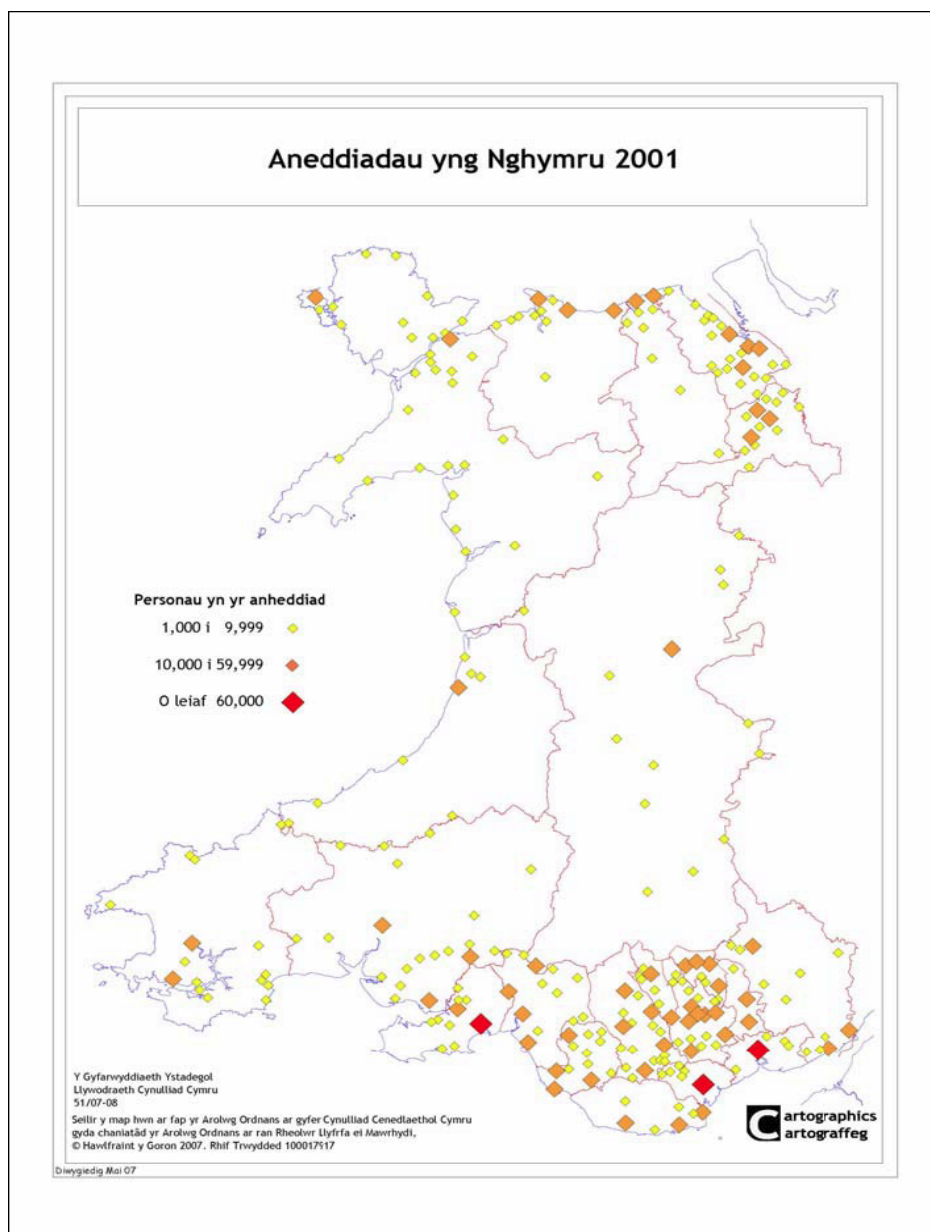 Aneddiadau yng Nghymru 2001
Personau yn yr anheddiad
1,000 i 9,999
10,000 i 59,999
O leiaf 60,000
Y Gyfarwyddiaeth Ystadegol
Llywodraeth Cynulliad Cymru
51/07-08
Seilir y map hwn ar fap yr Arolwg Ordnans ar gyfer Cynulliad Cenedlaethol Cymru
gyda chaniatâd yr Arolwg Ordnans ar ran Rheolwr Llyfrfa ei Mawrhydi,
© Hawlfraint y Goron 2007. Rhif Trwydded 100017517
Cartographics
Cartograffeg
Diwygiedig Mai 07